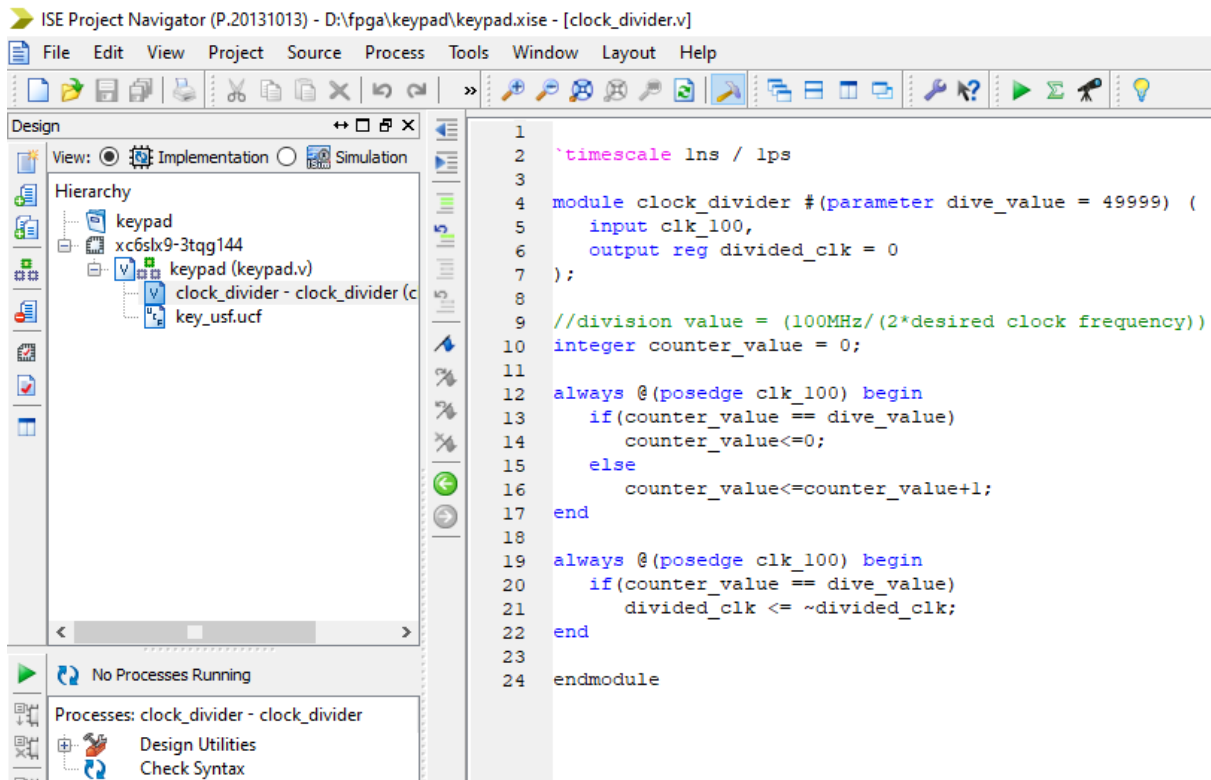 ISE Project Navigator (P.20131013) - D:\fpga\keypad\keypad.xise - [clock_divider.v]
File Edit View Project Source Process Tools Window Layout Help
Design
View: Implementation Simulation
Hierarchy
keypad
xc6slx9-3tqg144
keypad (keypad.v)
clock_divider - clock_divider (c
key_usf.ucf
No Processes Running
Processes: clock_divider - clock_divider
Design Utilities
Check Syntax
1
2 `timescale 1ns / 1ps
3
4 module clock_divider #(parameter dive_value = 49999) (
5 input clk_100,
6 output reg divided_clk = 0
7 );
8
9 //division value = (100MHz/(2*desired clock frequency))
10 integer counter_value = 0;
11
12 always @(posedge clk_100) begin
13 if(counter_value == dive_value)
14 counter_value<=0;
15 else
16 counter_value<=counter_value+1;
17 end
18
19 always @(posedge clk_100) begin
20 if(counter_value == dive_value)
21 divided_clk <= ~divided_clk;
22 end
23
24 endmodule